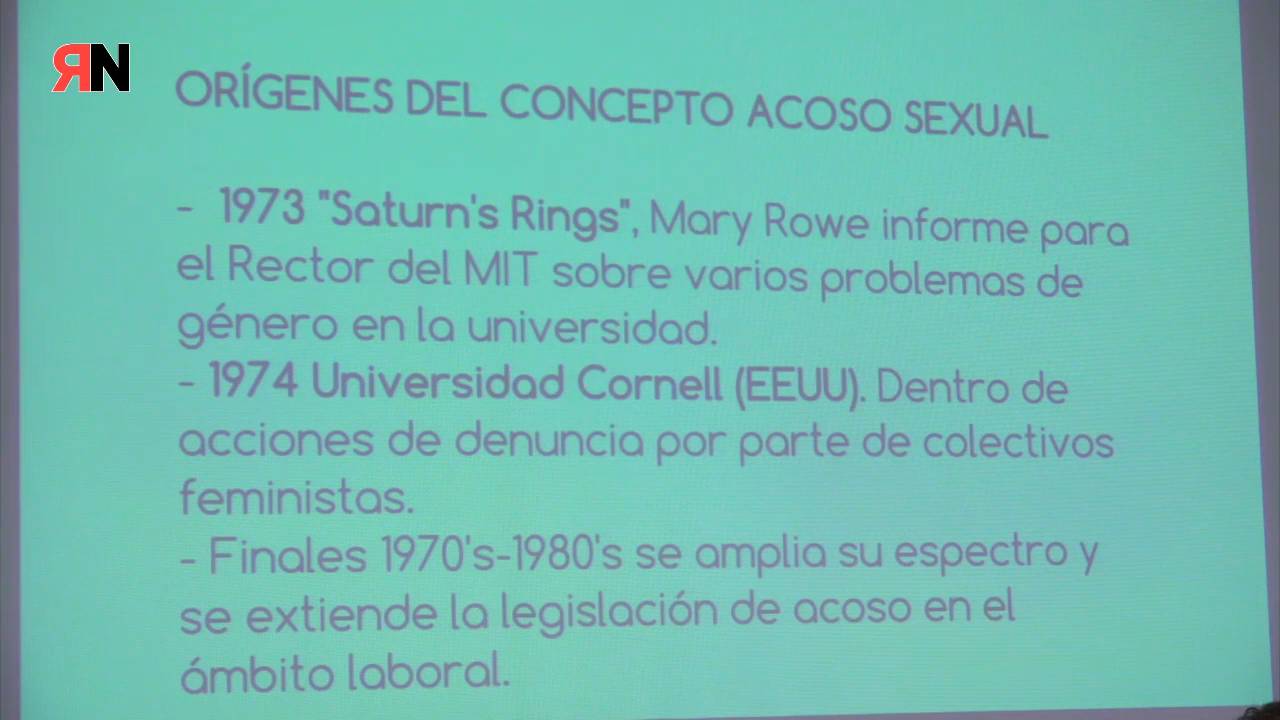 RN
ORÍGENES DEL CONCEPTO ACOSO SEXUAL
- 1973 "Saturn's Rings", Mary Rowe informe para
el Rector del MIT sobre varios problemas de
género en la universidad.
- 1974 Universidad Cornell (EEUU). Dentro de
acciones de denuncia por parte de colectivos
feministas.
- Finales 1970's-1980's se amplia su espectro y
se extiende la legislación de acoso en el
ámbito laboral.